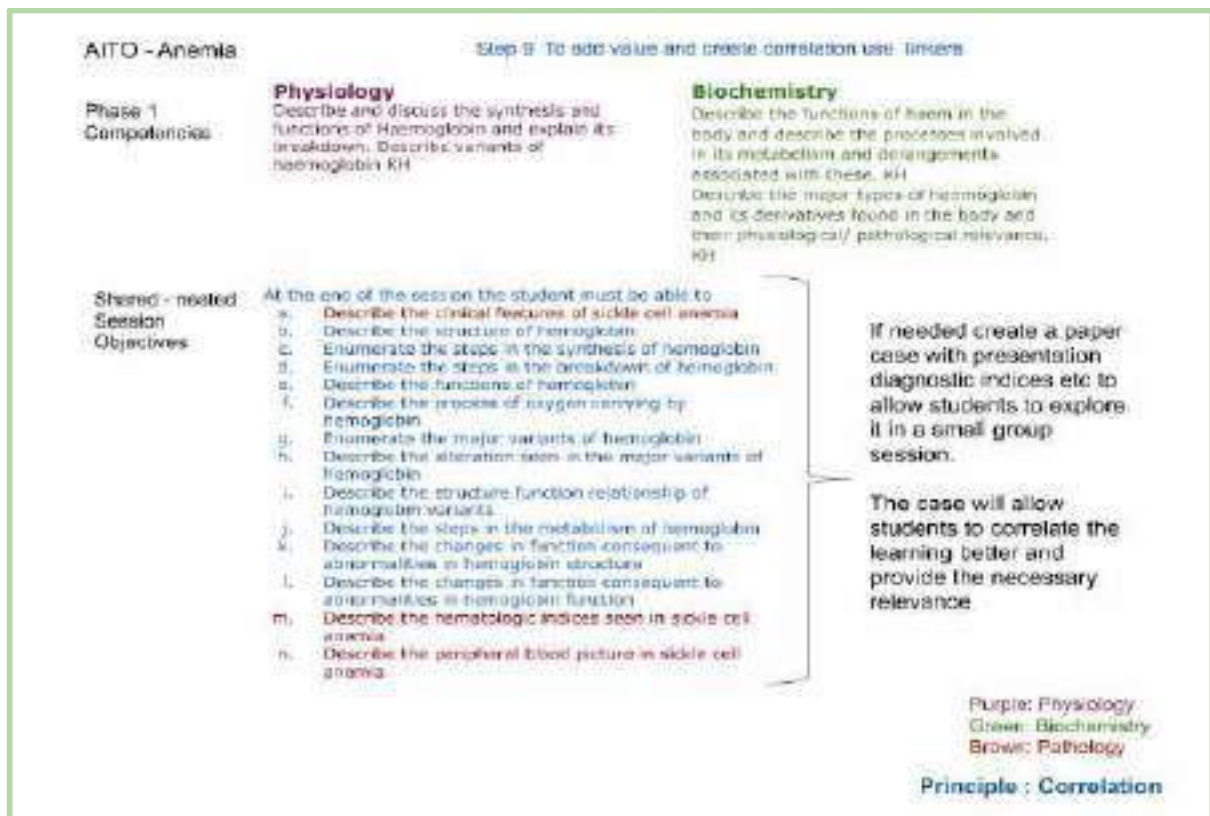 AITO - Anemia
Step 9 To add value and create correlation use linkers
Phase 1
Competencies
Physiology
Describe and discuss the synthesis and
functions of Haemoglobin and explain its
breakdown. Describe variants of
haemoglobin KH
Biochemistry
Describe the functions of haem in the
body and describe the processes involved
in its metabolism and derangements
associated with these. KH
Describe the major types of haemoglobin
and its derivatives found in the body and
their physiological/ pathological relevance.
KH
Shared - nested
Session
Objectives
At the end of the session the student must be able to
a. Describe the clinical features of sickle cell anemia
b. Describe the structure of hemoglobin
c. Enumerate the steps in the synthesis of hemoglobin
d. Enumerate the steps in the breakdown of hemoglobin
e. Describe the functions of hemoglobin
f. Describe the process of oxygen carrying by
hemoglobin
g. Enumerate the major variants of hemoglobin
h. Describe the alteration seen in the major variants of
hemoglobin
i. Describe the structure function relationship of
hemoglobin variants
j. Describe the steps in the metabolism of hemoglobin
k. Describe the changes in function consequent to
abnormalities in hemoglobin structure
l. Describe the changes in function consequent to
abnormalities in hemoglobin function
m. Describe the hematologic indices seen in sickle cell
anemia
n. Describe the peripheral blood picture in sickle cell
anemia
If needed create a paper
case with presentation
diagnostic indices etc to
allow students to explore
it in a small group
session.
The case will allow
students to correlate the
learning better and
provide the necessary
relevance
Purple: Physiology
Green: Biochemistry
Brown: Pathology
Principle : Correlation